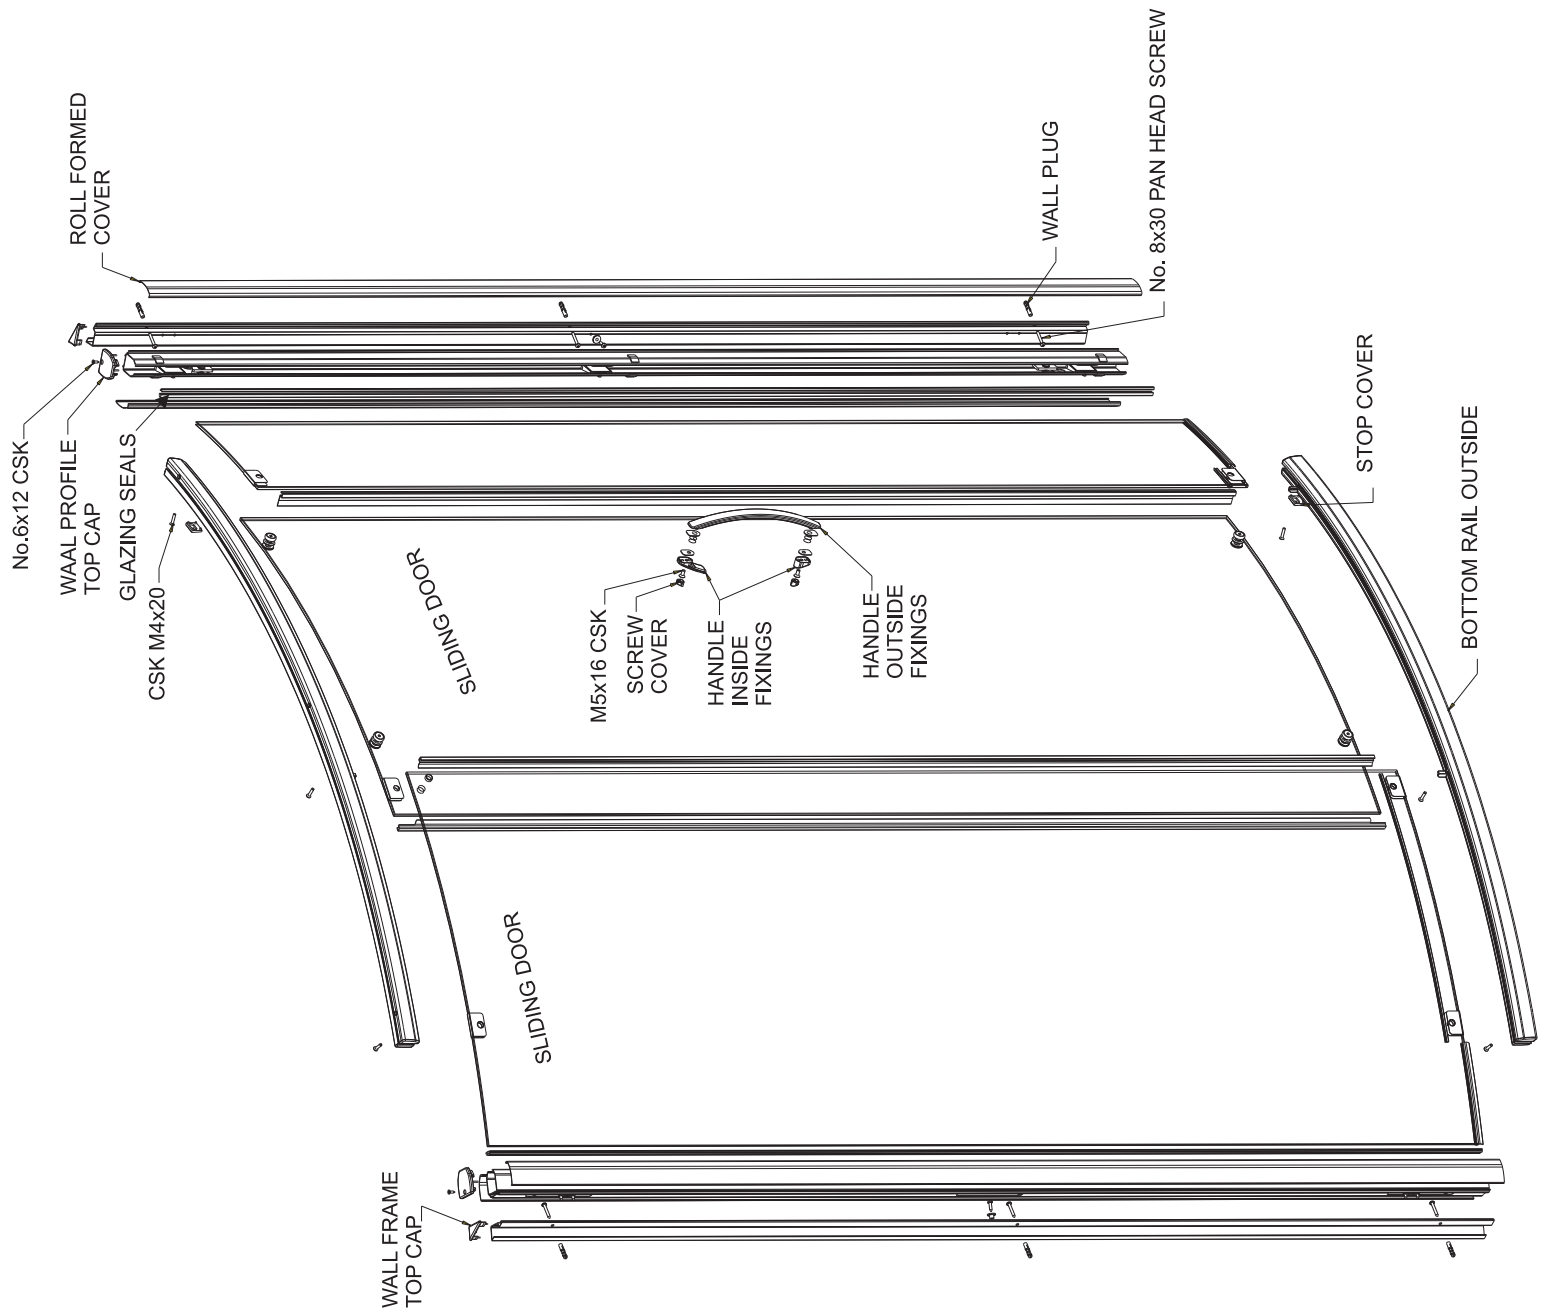 No.6x12 CSK
WAAL PROFILE
TOP CAP
GLAZING SEALS
CSK M4x20
ROLL FORMED
COVER
WALL PLUG
No. 8x30 PAN HEAD SCREW
SLIDING DOOR
M5x16 CSK
SCREW
COVER
HANDLE
INSIDE
FIXINGS
HANDLE
OUTSIDE
FIXINGS
STOP COVER
BOTTOM RAIL OUTSIDE
SLIDING DOOR
WALL FRAME
TOP CAP